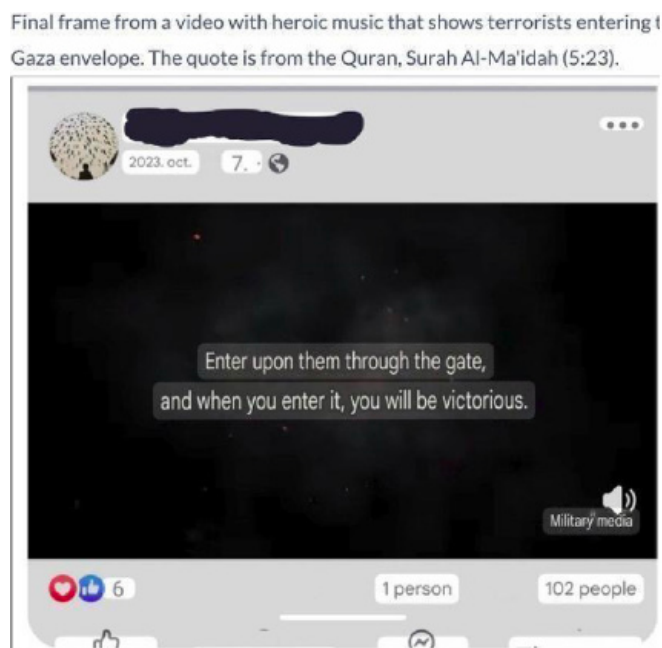 Final frame from a video with heroic music that shows terrorists entering
Gaza envelope. The quote is from the Quran, Surah Al-Ma'idah (5:23).
2023. oct. 7. ·
Enter upon them through the gate,
and when you enter it, you will be victorious.
Military media
6 1 person 102 people